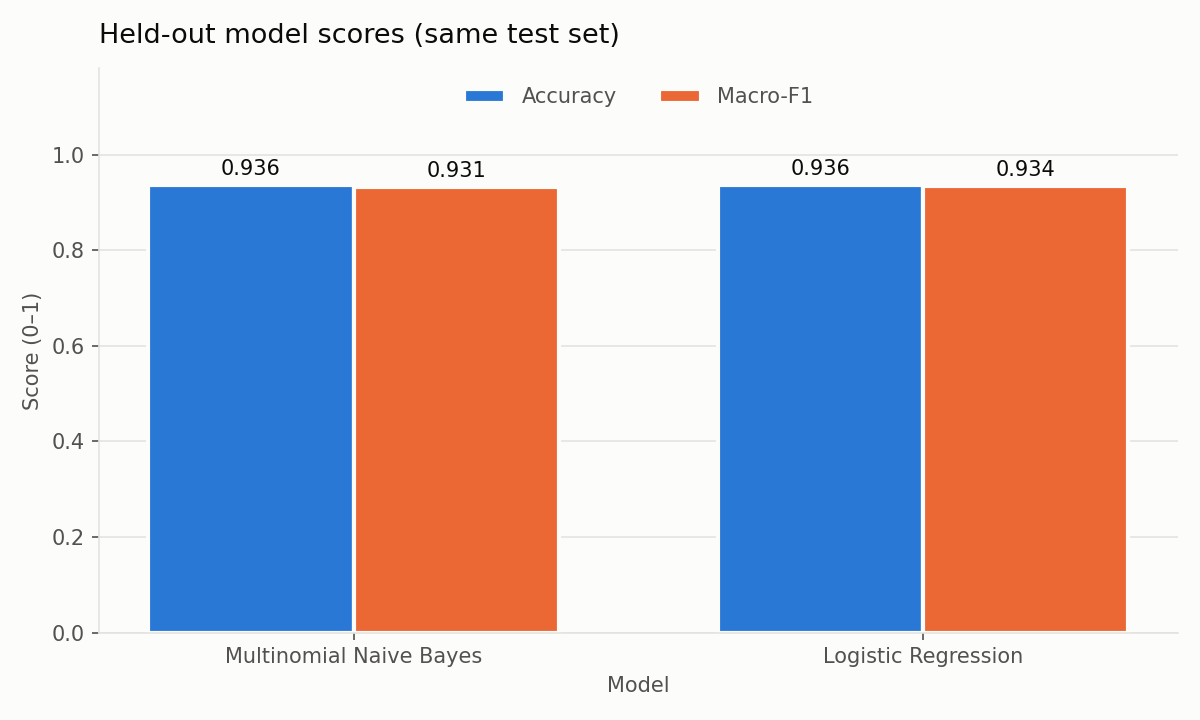 Held-out model scores (same test set)
Accuracy Macro-F1
1.0
0.8
0.6
0.4
0.2
0.0
Score (0–1)
0.936 0.931 0.936 0.934
Multinomial Naive Bayes Logistic Regression
Model